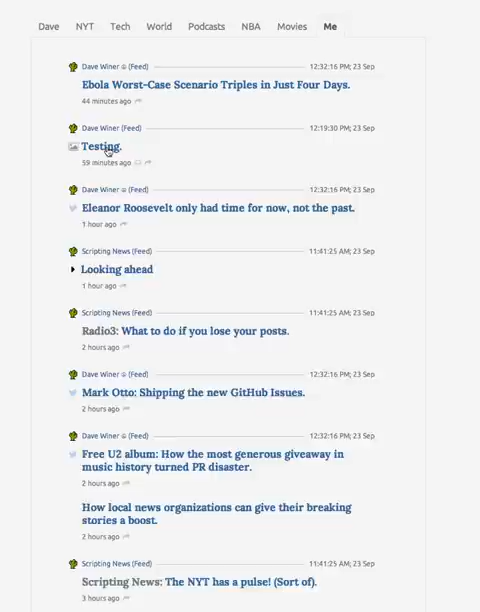 Dave NYT Tech World Podcasts NBA Movies Me
Dave Winer ☺ (Feed) 12:32:16 PM; 23 Sep
Ebola Worst-Case Scenario Triples in Just Four Days.
44 minutes ago
Dave Winer (Feed) 12:19:30 PM; 23 Sep
Testing.
59 minutes ago
Dave Winer ☺ (Feed) 12:32:16 PM; 23 Sep
Eleanor Roosevelt only had time for now, not the past.
1 hour ago
Scripting News (Feed) 11:41:25 AM; 23 Sep
Looking ahead
1 hour ago
Scripting News (Feed) 11:41:25 AM; 23 Sep
Radio3: What to do if you lose your posts.
2 hours ago
Dave Winer ☺ (Feed) 12:32:16 PM; 23 Sep
Mark Otto: Shipping the new GitHub Issues.
2 hours ago
Dave Winer ☺ (Feed) 12:32:16 PM; 23 Sep
Free U2 album: How the most generous giveaway in
music history turned PR disaster.
2 hours ago
How local news organizations can give their breaking
stories a boost.
2 hours ago
Scripting News (Feed) 11:41:25 AM; 23 Sep
Scripting News: The NYT has a pulse! (Sort of).
3 hours ago